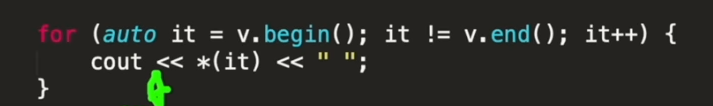 for (auto it = v.begin(); it != v.end(); it++) {
    cout << *(it) << " ";
}